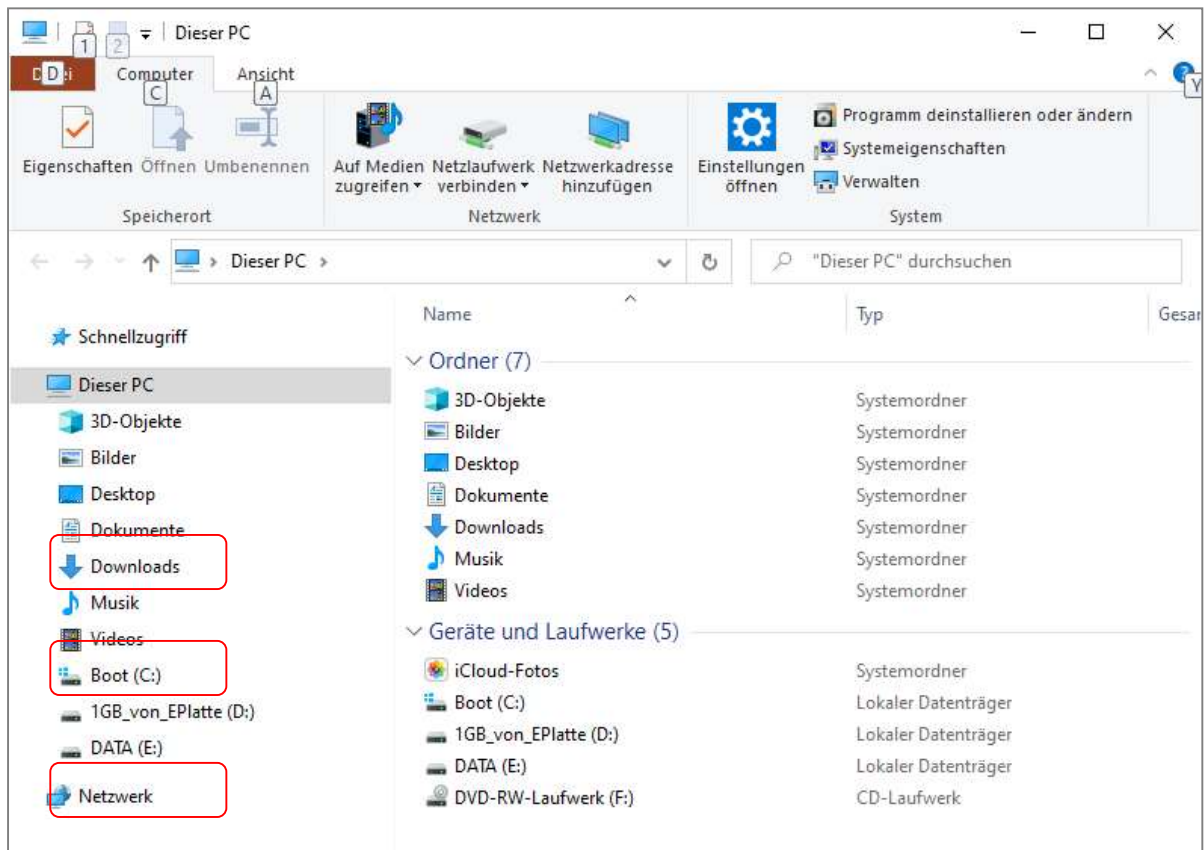 Dieser PC
1
2
Datei
D
Computer
C
Ansicht
A
Y
Eigenschaften Öffnen Umbenennen
Auf Medien zugreifen
Netzlaufwerk verbinden
Netzwerkadresse hinzufügen
Einstellungen öffnen
Programm deinstallieren oder ändern
Systemeigenschaften
Verwalten
Speicherort
Netzwerk
System
Dieser PC
"Dieser PC" durchsuchen
Schnellzugriff
Dieser PC
3D-Objekte
Bilder
Desktop
Dokumente
Downloads
Musik
Videos
Boot (C:)
1GB_von_EPlatte (D:)
DATA (E:)
Netzwerk
Name Typ
Ordner (7)
3D-Objekte Systemordner
Bilder Systemordner
Desktop Systemordner
Dokumente Systemordner
Downloads Systemordner
Musik Systemordner
Videos Systemordner
Geräte und Laufwerke (5)
iCloud-Fotos Systemordner
Boot (C:) Lokaler Datenträger
1GB_von_EPlatte (D:) Lokaler Datenträger
DATA (E:) Lokaler Datenträger
DVD-RW-Laufwerk (F:) CD-Laufwerk